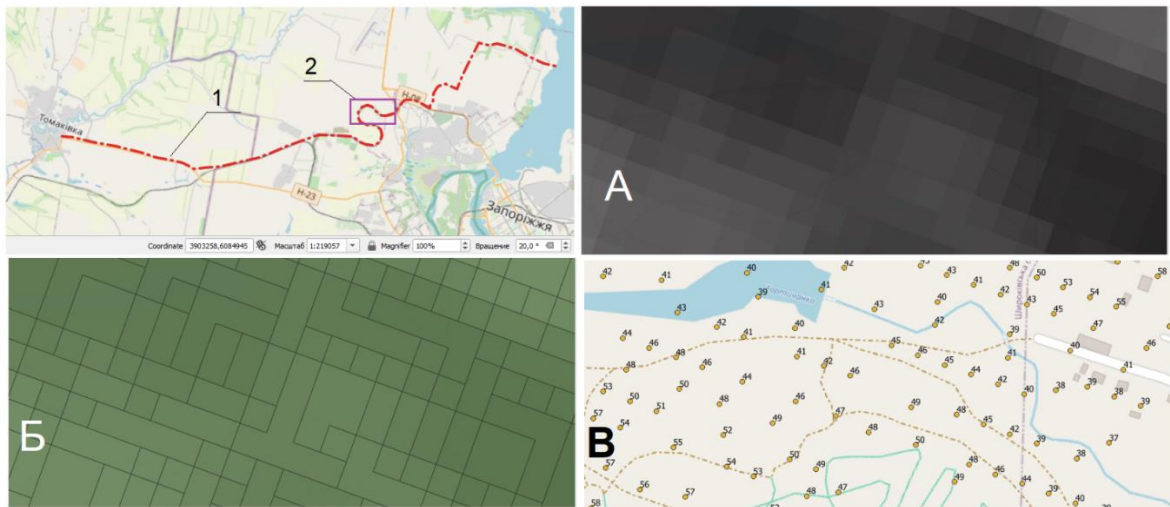 1
2
Н-08
Томаківка
Н-23
Запоріжжя
Coordinate 3903258,6084945 Масштаб 1:219057 Magnifier 100% Вращение 20,0 °
А
Б
В
42 41 40 42 43 43 48 50 53 58
43 39 41 43 40 41 42 43 54 55
44 42 41 40 42 39 45 47
46 48 46 41 42 45 46 45 41 40 46
48 44 46 44 42 41
53 50 50 48 46 40 38 39 38 39
57 51 49 47 49 48 45
54 55 52 48 50 42 39 37
57 54 53 50 49 48 46 38
56 57 48 47 49 44 39
58 40